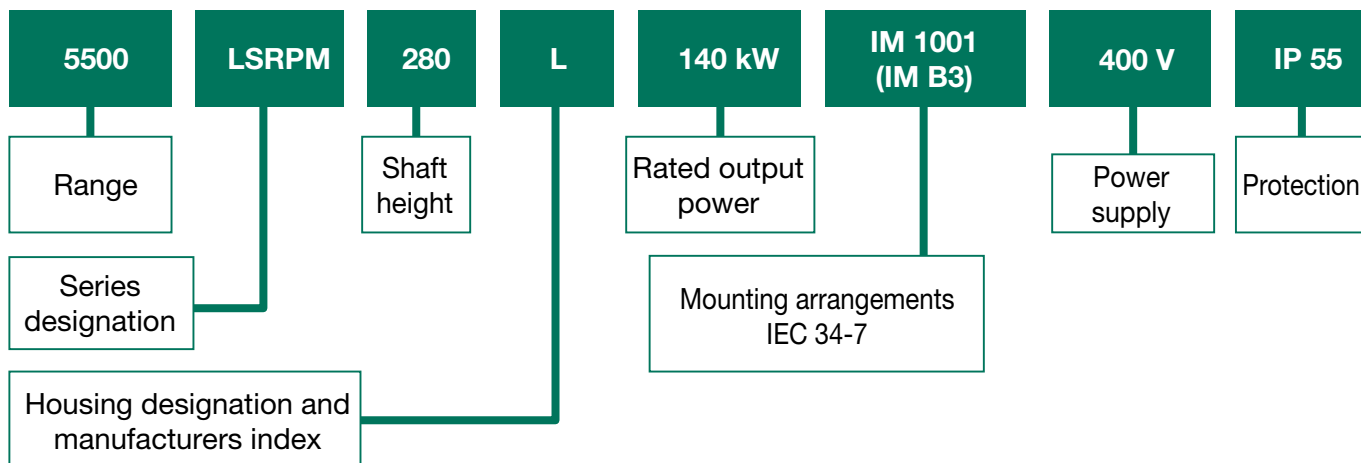 5500
LSRPM
280
L
140 kW
IM 1001
(IM B3)
400 V
IP 55
Range
Shaft
height
Rated output
power
Power
supply
Protection
Series
designation
Mounting arrangements
IEC 34-7
Housing designation and
manufacturers index